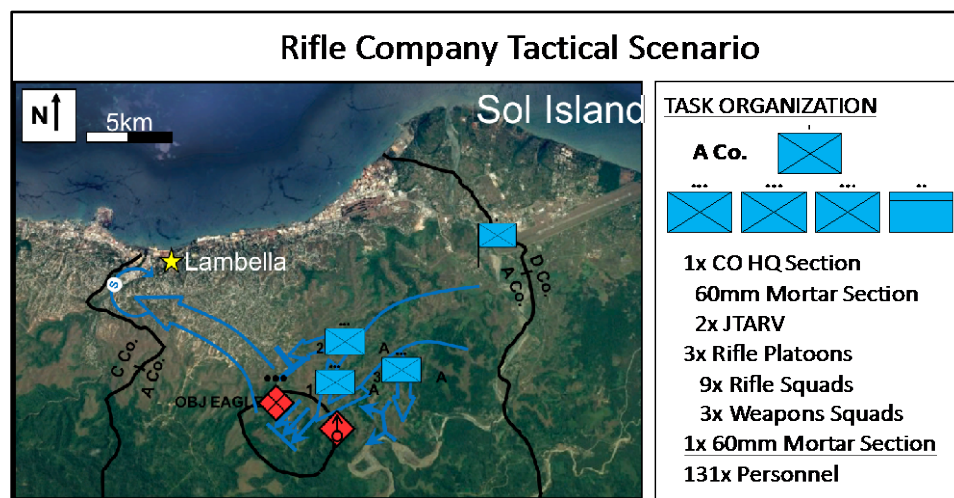 Rifle Company Tactical Scenario
N
5km
Sol Island
Lambella
S
C Co.
A Co.
D Co.
A Co.
2
A
1
A
3
A
OBJ EAGLE
TASK ORGANIZATION
A Co.
1x CO HQ Section
60mm Mortar Section
2x JTARV
3x Rifle Platoons
9x Rifle Squads
3x Weapons Squads
1x 60mm Mortar Section
131x Personnel